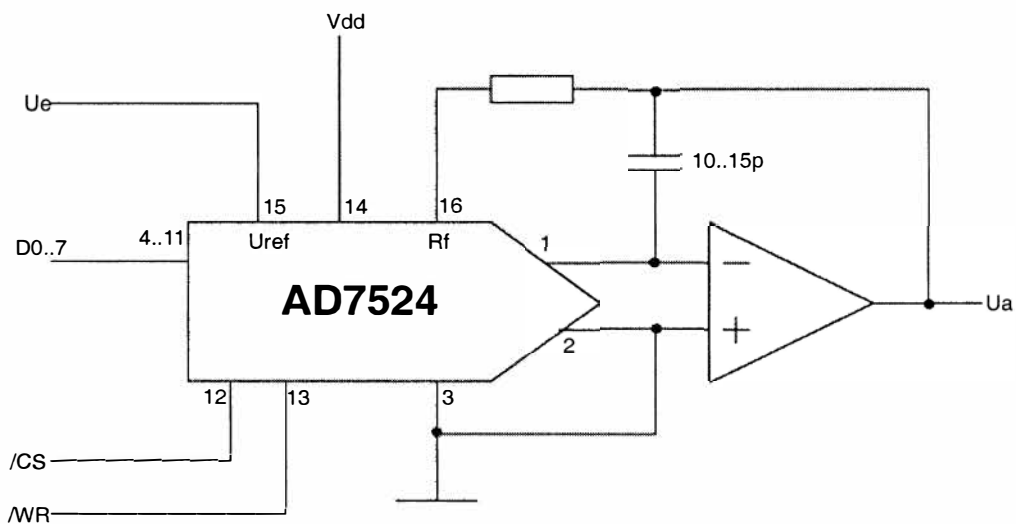 Vdd
Ue
10..15p
15
14
16
4..11
Uref
Rf
1
D0..7
AD7524
−
+
Ua
2
12
13
3
/CS
/WR